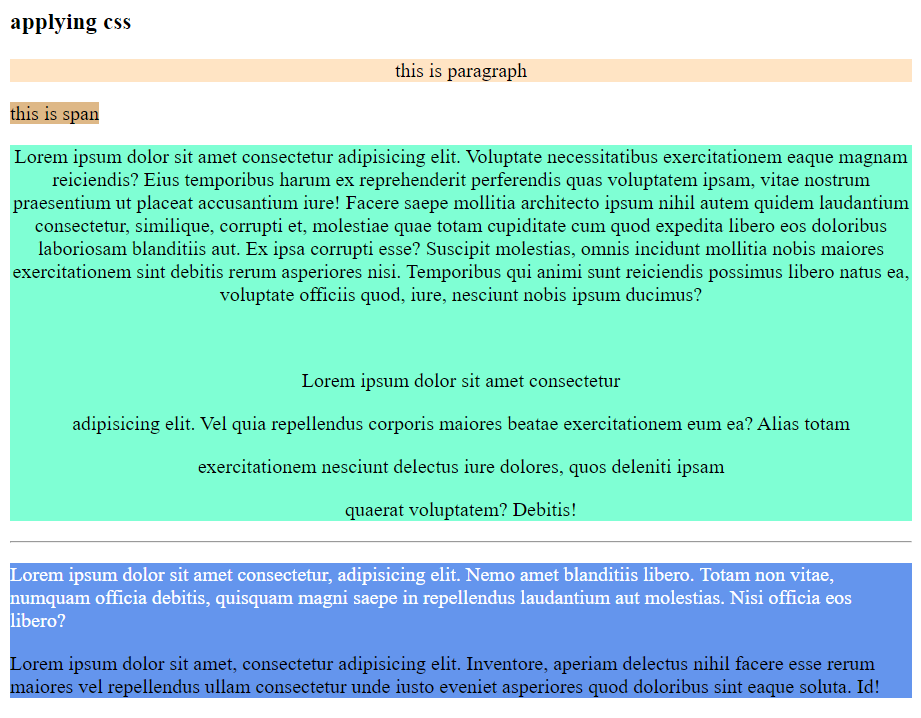 applying css
this is paragraph
this is span
Lorem ipsum dolor sit amet consectetur adipisicing elit. Voluptate necessitatibus exercitationem eaque magnam
reiciendis? Eius temporibus harum ex reprehenderit perferendis quas voluptatem ipsam, vitae nostrum
praesentium ut placeat accusantium iure! Facere saepe mollitia architecto ipsum nihil autem quidem laudantium
consectetur, similique, corrupti et, molestiae quae totam cupiditate cum quod expedita libero eos doloribus
laboriosam blanditiis aut. Ex ipsa corrupti esse? Suscipit molestias, omnis incidunt mollitia nobis maiores
exercitationem sint debitis rerum asperiores nisi. Temporibus qui animi sunt reiciendis possimus libero natus ea,
voluptate officiis quod, iure, nesciunt nobis ipsum ducimus?
Lorem ipsum dolor sit amet consectetur
adipisicing elit. Vel quia repellendus corporis maiores beatae exercitationem eum ea? Alias totam
exercitationem nesciunt delectus iure dolores, quos deleniti ipsam
quaerat voluptatem? Debitis!
Lorem ipsum dolor sit amet consectetur, adipisicing elit. Nemo amet blanditiis libero. Totam non vitae,
numquam officia debitis, quisquam magni saepe in repellendus laudantium aut molestias. Nisi officia eos
libero?
Lorem ipsum dolor sit amet, consectetur adipisicing elit. Inventore, aperiam delectus nihil facere esse rerum
maiores vel repellendus ullam consectetur unde iusto eveniet asperiores quod doloribus sint eaque soluta. Id!